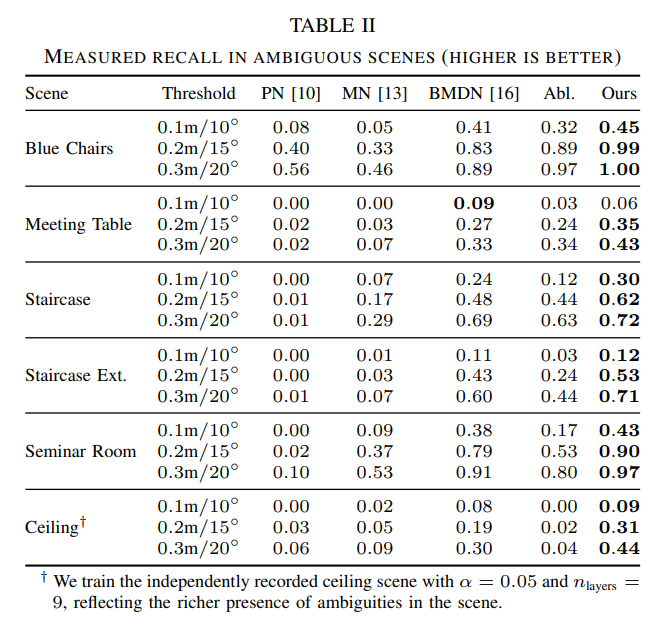 TABLE II
MEASURED RECALL IN AMBIGUOUS SCENES (HIGHER IS BETTER)
Scene Threshold PN [10] MN [13] BMDN [16] Abl. Ours
0.1m/10° 0.08 0.05 0.41 0.32 0.45
Blue Chairs 0.2m/15° 0.40 0.33 0.83 0.89 0.99
0.3m/20° 0.56 0.46 0.89 0.97 1.00
0.1m/10° 0.00 0.00 0.09 0.03 0.06
Meeting Table 0.2m/15° 0.02 0.03 0.27 0.24 0.35
0.3m/20° 0.02 0.07 0.33 0.34 0.43
0.1m/10° 0.00 0.07 0.24 0.12 0.30
Staircase 0.2m/15° 0.01 0.17 0.48 0.44 0.62
0.3m/20° 0.01 0.29 0.69 0.63 0.72
0.1m/10° 0.00 0.01 0.11 0.03 0.12
Staircase Ext. 0.2m/15° 0.00 0.03 0.43 0.24 0.53
0.3m/20° 0.01 0.07 0.60 0.44 0.71
0.1m/10° 0.00 0.09 0.38 0.17 0.43
Seminar Room 0.2m/15° 0.02 0.37 0.79 0.53 0.90
0.3m/20° 0.10 0.53 0.91 0.80 0.97
0.1m/10° 0.00 0.02 0.08 0.00 0.09
Ceiling† 0.2m/15° 0.03 0.05 0.19 0.02 0.31
0.3m/20° 0.06 0.09 0.30 0.04 0.44
† We train the independently recorded ceiling scene with α = 0.05 and nlayers =
9, reflecting the richer presence of ambiguities in the scene.